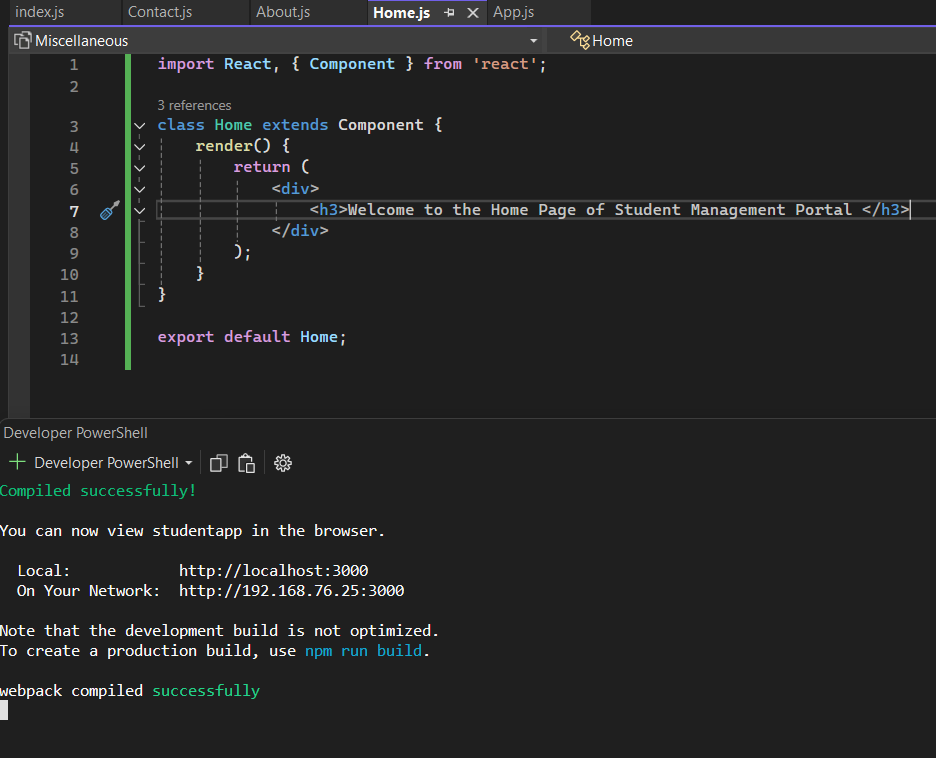 index.js Contact.js About.js Home.js App.js
Miscellaneous Home
1 import React, { Component } from 'react';
2
3 references
3 class Home extends Component {
4 render() {
5 return (
6 <div>
7 <h3>Welcome to the Home Page of Student Management Portal </h3>
8 </div>
9 );
10 }
11 }
12
13 export default Home;
14
Developer PowerShell
Developer PowerShell
Compiled successfully!
You can now view studentapp in the browser.
Local: http://localhost:3000
On Your Network: http://192.168.76.25:3000
Note that the development build is not optimized.
To create a production build, use npm run build.
webpack compiled successfully